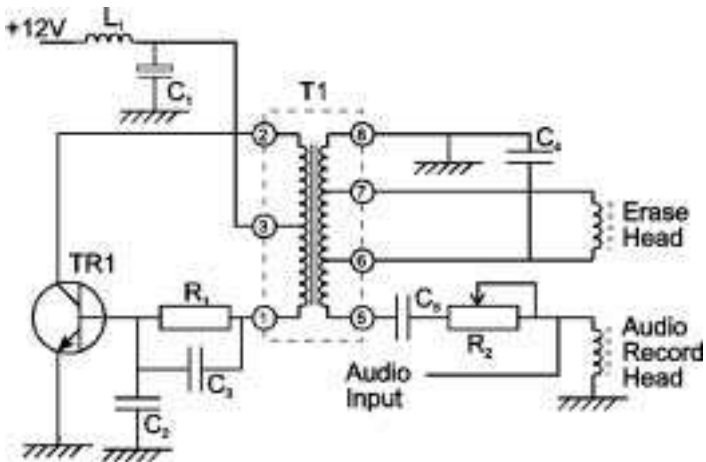 +12V
L₁
C₁
T1
2
8
C₄
7
3
Erase
Head
6
TR1
R₁
1
5
C₅
R₂
Audio
Record
Head
C₃
Audio
Input
C₂